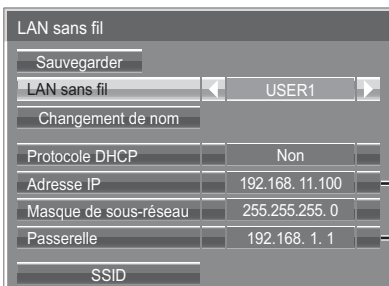 LAN sans fil
Sauvegarder
LAN sans fil USER1
Changement de nom
Protocole DHCP Non
Adresse IP 192.168. 11.100
Masque de sous-réseau 255.255.255. 0
Passerelle 192.168. 1. 1
SSID